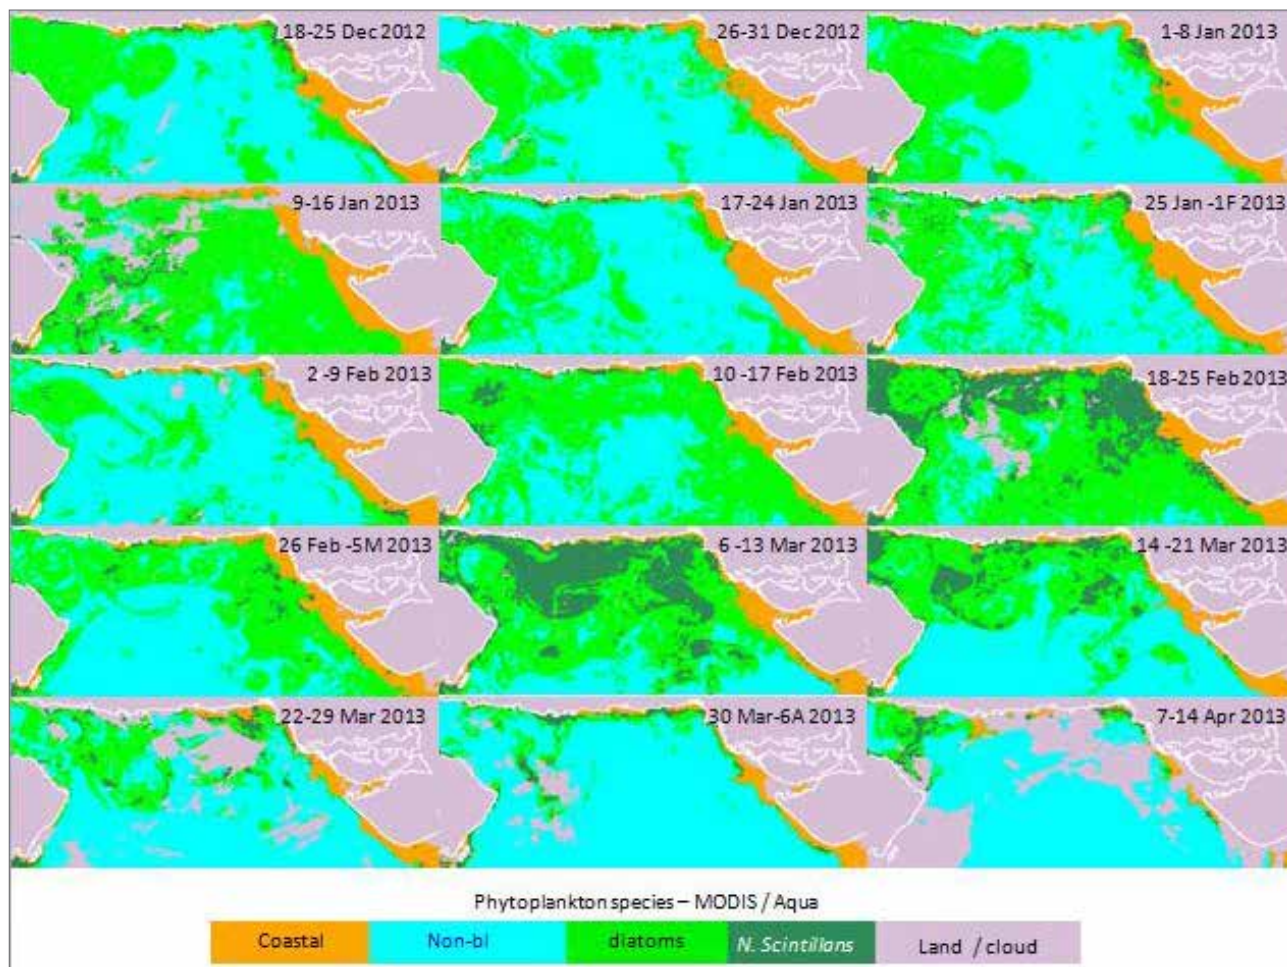 18-25 Dec 2012
26-31 Dec 2012
1-8 Jan 2013
9-16 Jan 2013
17-24 Jan 2013
25 Jan -1F 2013
2 -9 Feb 2013
10 -17 Feb 2013
18-25 Feb 2013
26 Feb -5M 2013
6 -13 Mar 2013
14 -21 Mar 2013
22-29 Mar 2013
30 Mar-6A 2013
7-14 Apr 2013
Phytoplankton species – MODIS / Aqua
Coastal
Non-bl
diatoms
N. Scintillans
Land / cloud